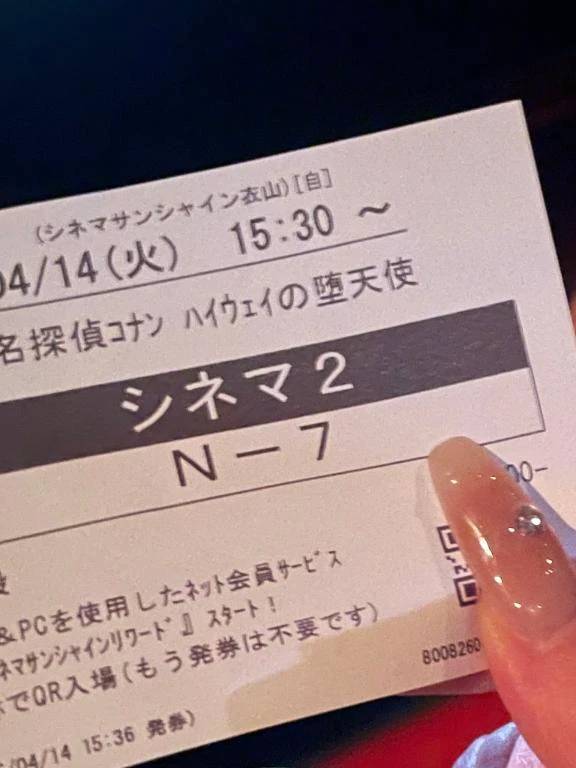 (シネマサンシャイン衣山)[自]
04/14(火) 15:30 ～
名探偵コナン ハイウェイの堕天使
シネマ2
N－7
00-
&PCを使用したネット会員サービス
ネマサンシャインリワード』スタート!
でQR入場(もう発券は不要です)
8008260
/04/14 15:36 発券)